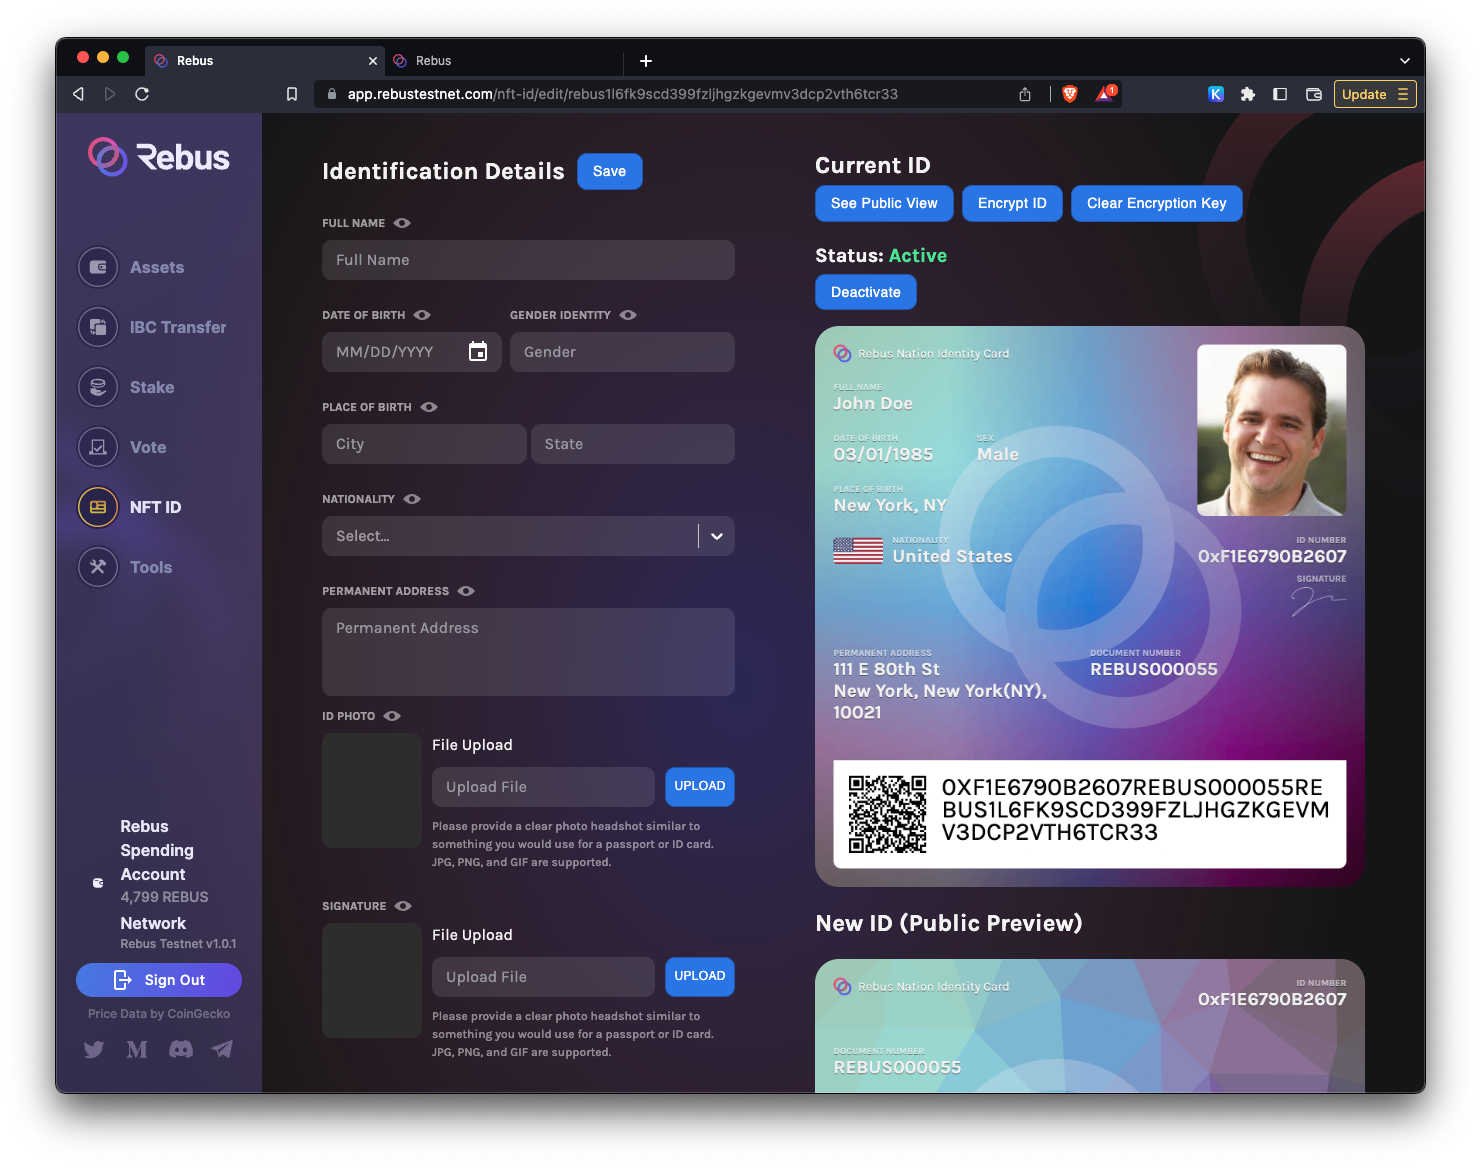 Rebus
Rebus
app.rebustestnet.com/nft-id/edit/rebus1l6fk9scd399fzljhgzkgevmv3dcp2vth6tcr33
1
K
Update
Rebus
Assets
IBC Transfer
Stake
Vote
NFT ID
Tools
Rebus
Spending
Account
4,799 REBUS
Network
Rebus Testnet v1.0.1
Sign Out
Price Data by CoinGecko
Identification Details
Save
FULL NAME
Full Name
DATE OF BIRTH
GENDER IDENTITY
MM/DD/YYYY
Gender
PLACE OF BIRTH
City
State
NATIONALITY
Select...
PERMANENT ADDRESS
Permanent Address
ID PHOTO
File Upload
Upload File
UPLOAD
Please provide a clear photo headshot similar to
something you would use for a passport or ID card.
JPG, PNG, and GIF are supported.
SIGNATURE
File Upload
Upload File
UPLOAD
Please provide a clear photo headshot similar to
something you would use for a passport or ID card.
JPG, PNG, and GIF are supported.
Current ID
See Public View
Encrypt ID
Clear Encryption Key
Status: Active
Deactivate
Rebus Nation Identity Card
FULL NAME
John Doe
DATE OF BIRTH
SEX
03/01/1985
Male
PLACE OF BIRTH
New York, NY
NATIONALITY
United States
ID NUMBER
0xF1E6790B2607
SIGNATURE
PERMANENT ADDRESS
111 E 80th St
New York, New York(NY),
10021
DOCUMENT NUMBER
REBUS000055
0XF1E6790B2607REBUS000055RE
BUS1L6FK9SCD399FZLJHGZKGEVM
V3DCP2VTH6TCR33
New ID (Public Preview)
Rebus Nation Identity Card
ID NUMBER
0xF1E6790B2607
DOCUMENT NUMBER
REBUS000055